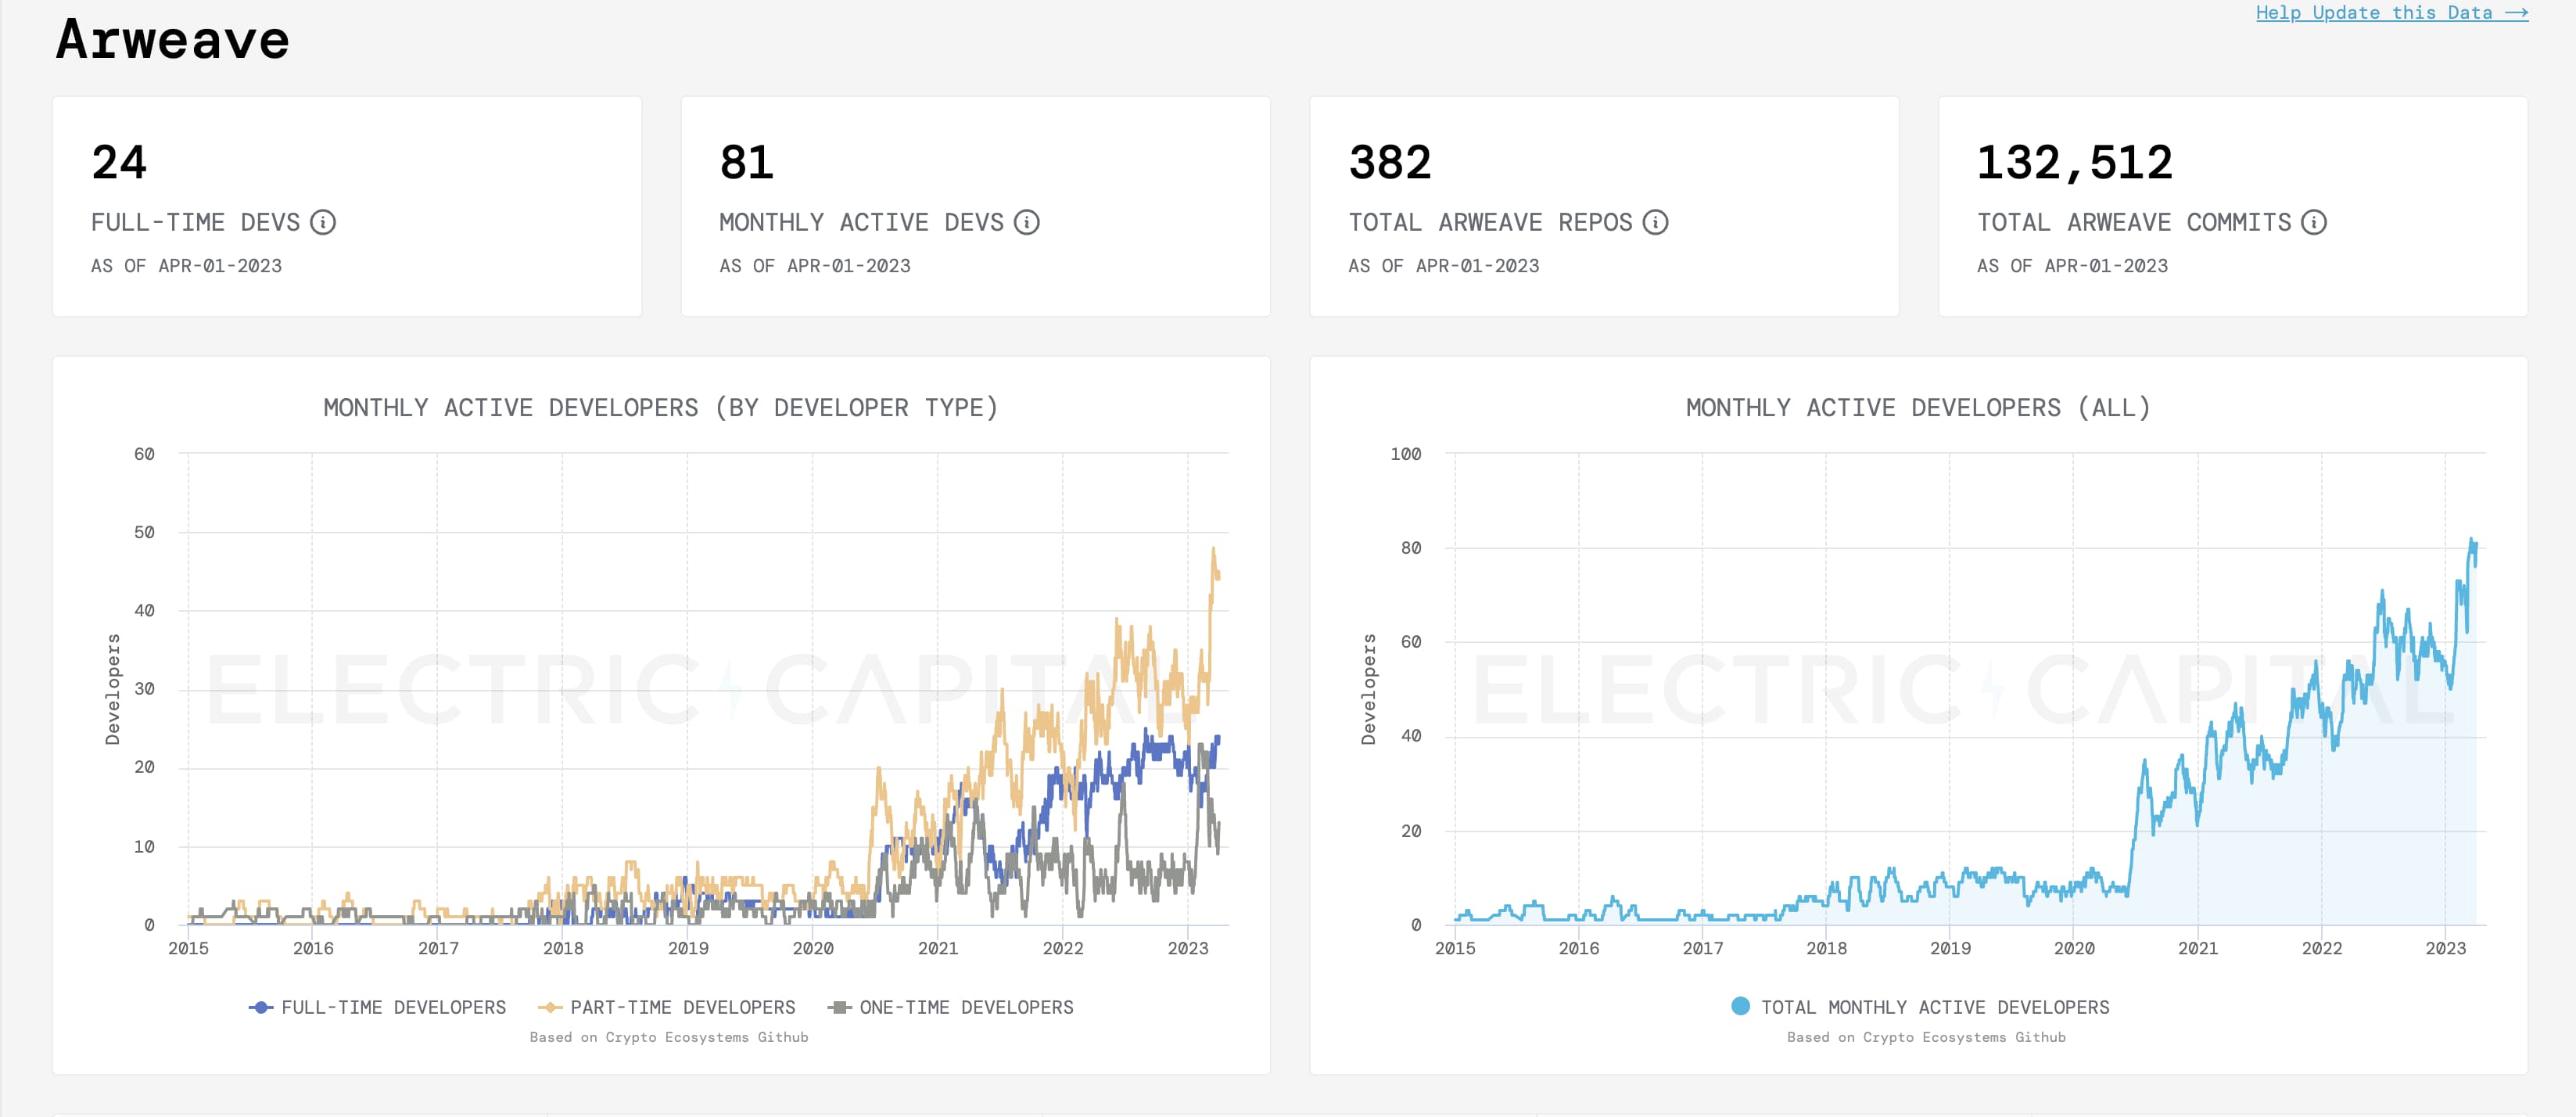 Help Update this Data →
Arweave
24
FULL-TIME DEVS
AS OF APR-01-2023
81
MONTHLY ACTIVE DEVS
AS OF APR-01-2023
382
TOTAL ARWEAVE REPOS
AS OF APR-01-2023
132,512
TOTAL ARWEAVE COMMITS
AS OF APR-01-2023
MONTHLY ACTIVE DEVELOPERS (BY DEVELOPER TYPE)
60
50
40
30
20
10
0
Developers
ELECTRIC CAPITAL
2015 2016 2017 2018 2019 2020 2021 2022 2023
FULL-TIME DEVELOPERS PART-TIME DEVELOPERS ONE-TIME DEVELOPERS
Based on Crypto Ecosystems Github
MONTHLY ACTIVE DEVELOPERS (ALL)
100
80
60
40
20
0
Developers
ELECTRIC CAPITAL
2015 2016 2017 2018 2019 2020 2021 2022 2023
TOTAL MONTHLY ACTIVE DEVELOPERS
Based on Crypto Ecosystems Github